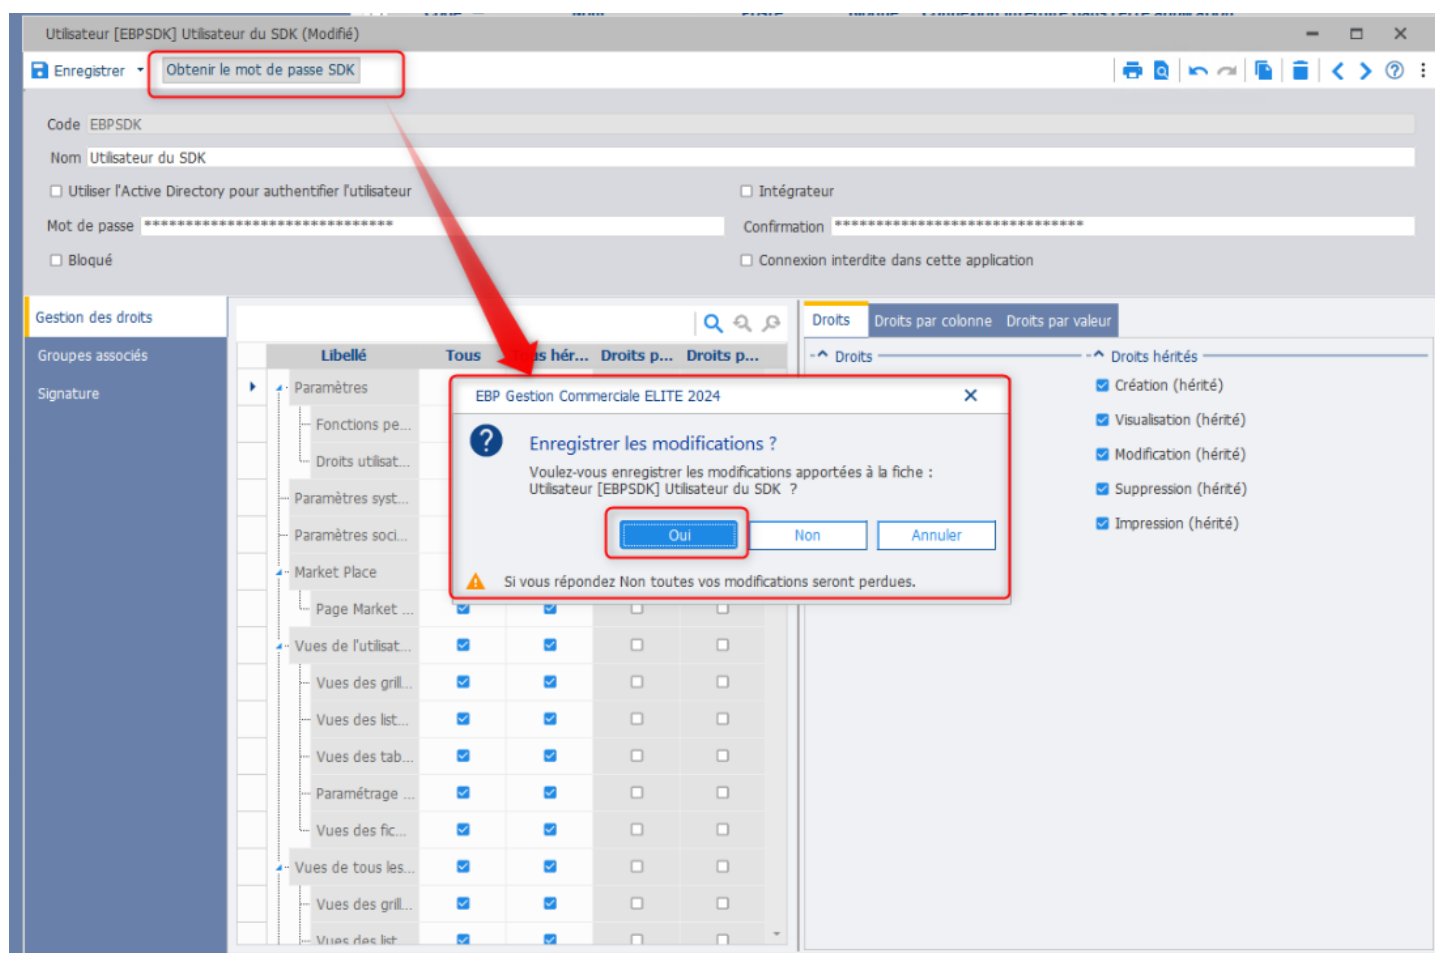 Utilisateur [EBPSDK] Utilisateur du SDK (Modifié)
Enregistrer
Obtenir le mot de passe SDK
Code EBPSDK
Nom Utilisateur du SDK
Utiliser l'Active Directory pour authentifier l'utilisateur
Intégrateur
Mot de passe ******************************
Confirmation ******************************
Bloqué
Connexion interdite dans cette application
Gestion des droits
Groupes associés
Signature
Libellé Tous Tous hér... Droits p... Droits p...
Paramètres
Fonctions pe...
Droits utilisat...
Paramètres syst...
Paramètres soci...
Market Place
Page Market ...
Vues de l'utilisat...
Vues des grill...
Vues des list...
Vues des tab...
Paramétrage ...
Vues des fic...
Vues de tous les...
Vues des grill...
Vues des list
Droits Droits par colonne Droits par valeur
Droits
Droits hérités
Création (hérité)
Visualisation (hérité)
Modification (hérité)
Suppression (hérité)
Impression (hérité)
EBP Gestion Commerciale ELITE 2024
Enregistrer les modifications ?
Voulez-vous enregistrer les modifications apportées à la fiche :
Utilisateur [EBPSDK] Utilisateur du SDK ?
Oui
Non
Annuler
Si vous répondez Non toutes vos modifications seront perdues.